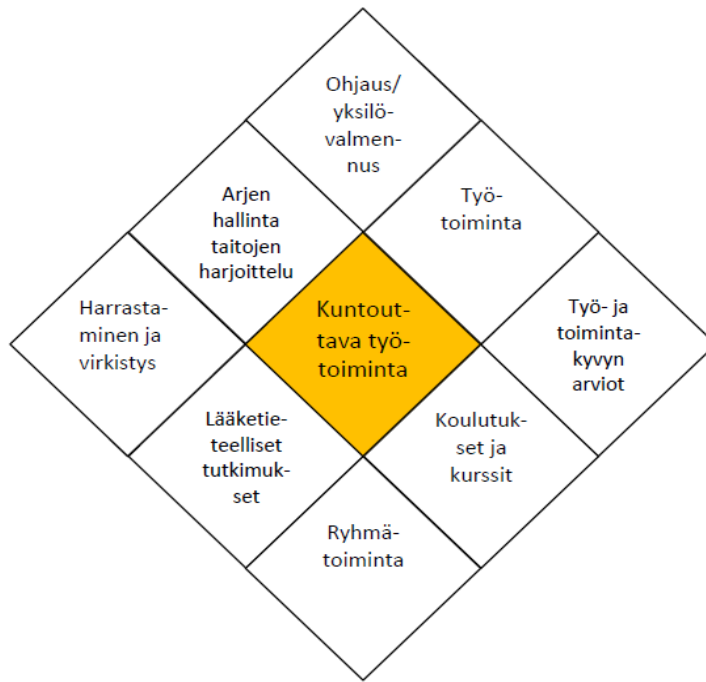 Ohjaus/
yksilö-
valmen-
nus
Arjen
hallinta
taitojen
harjoittelu
Työ-
toiminta
Harrasta-
minen ja
virkistys
Kuntout-
tava työ-
toiminta
Työ- ja
toiminta-
kyvyn
arviot
Lääketie-
teelliset
tutkimuk-
set
Koulutuk-
set ja
kurssit
Ryhmä-
toiminta